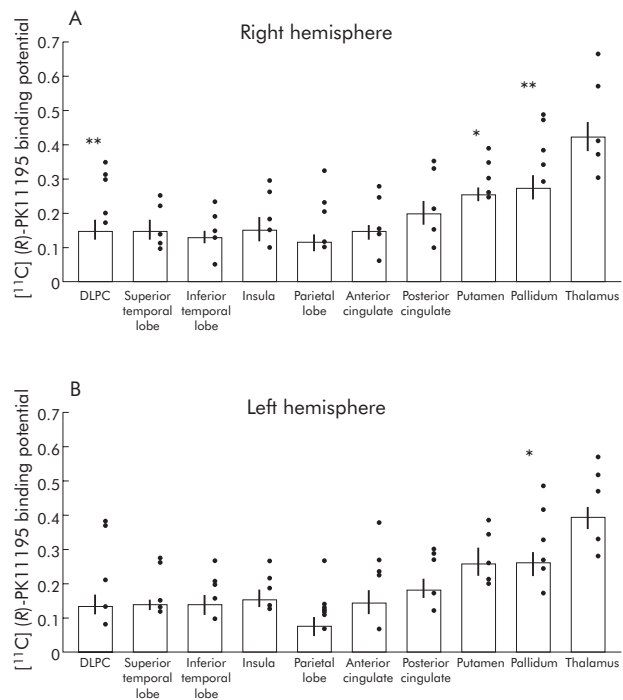 A
Right hemisphere
[¹¹C] (R)-PK11195 binding potential
0.7
0.6
0.5
0.4
0.3
0.2
0.1
0
**
*
**
DLPC
Superior
temporal
lobe
Inferior
temporal
lobe
Insula
Parietal
lobe
Anterior
cingulate
Posterior
cingulate
Putamen
Pallidum
Thalamus
B
Left hemisphere
[¹¹C] (R)-PK11195 binding potential
0.7
0.6
0.5
0.4
0.3
0.2
0.1
0
*
DLPC
Superior
temporal
lobe
Inferior
temporal
lobe
Insula
Parietal
lobe
Anterior
cingulate
Posterior
cingulate
Putamen
Pallidum
Thalamus